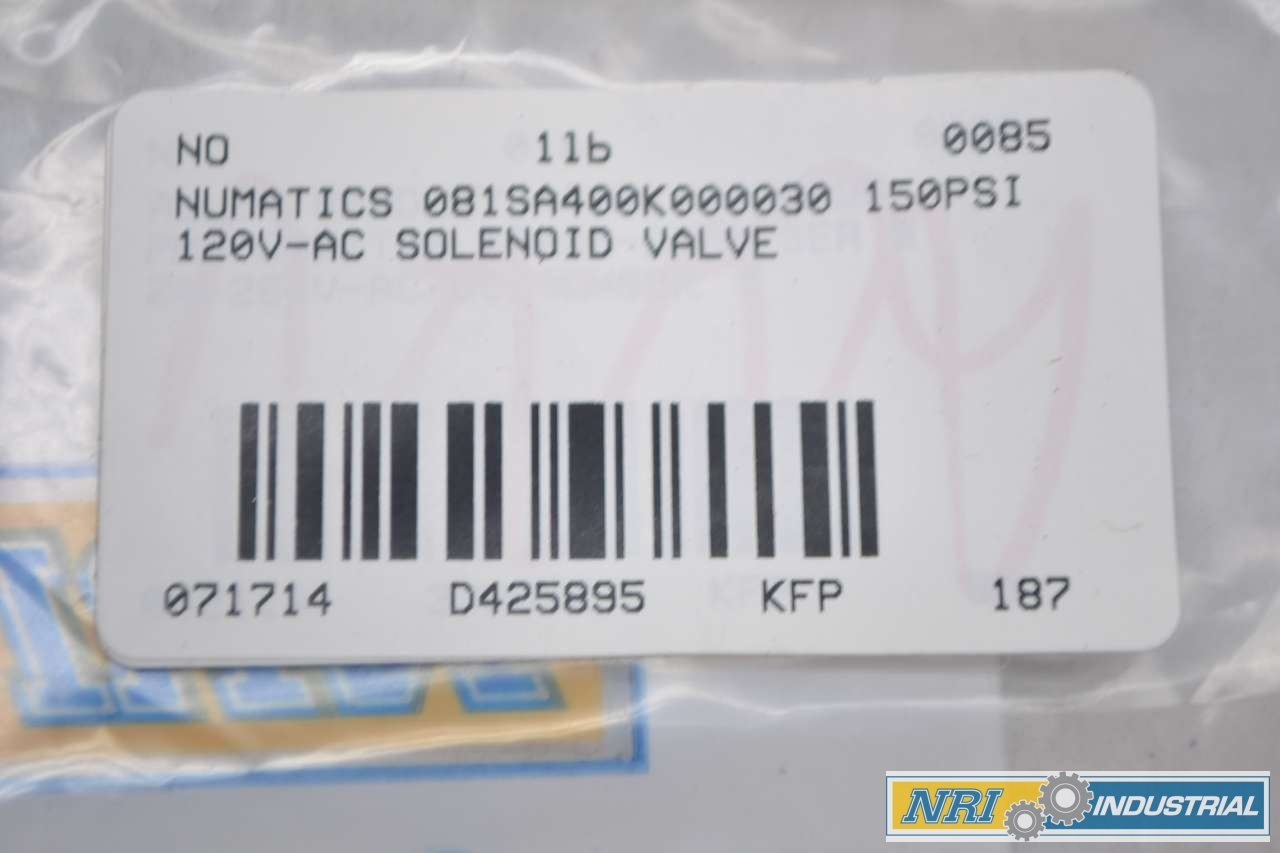 NO 1lb 0085
NUMATICS 081SA400K000030 150PSI
120V-AC SOLENOID VALVE
071714 D425895 KFP 187
NRI INDUSTRIAL